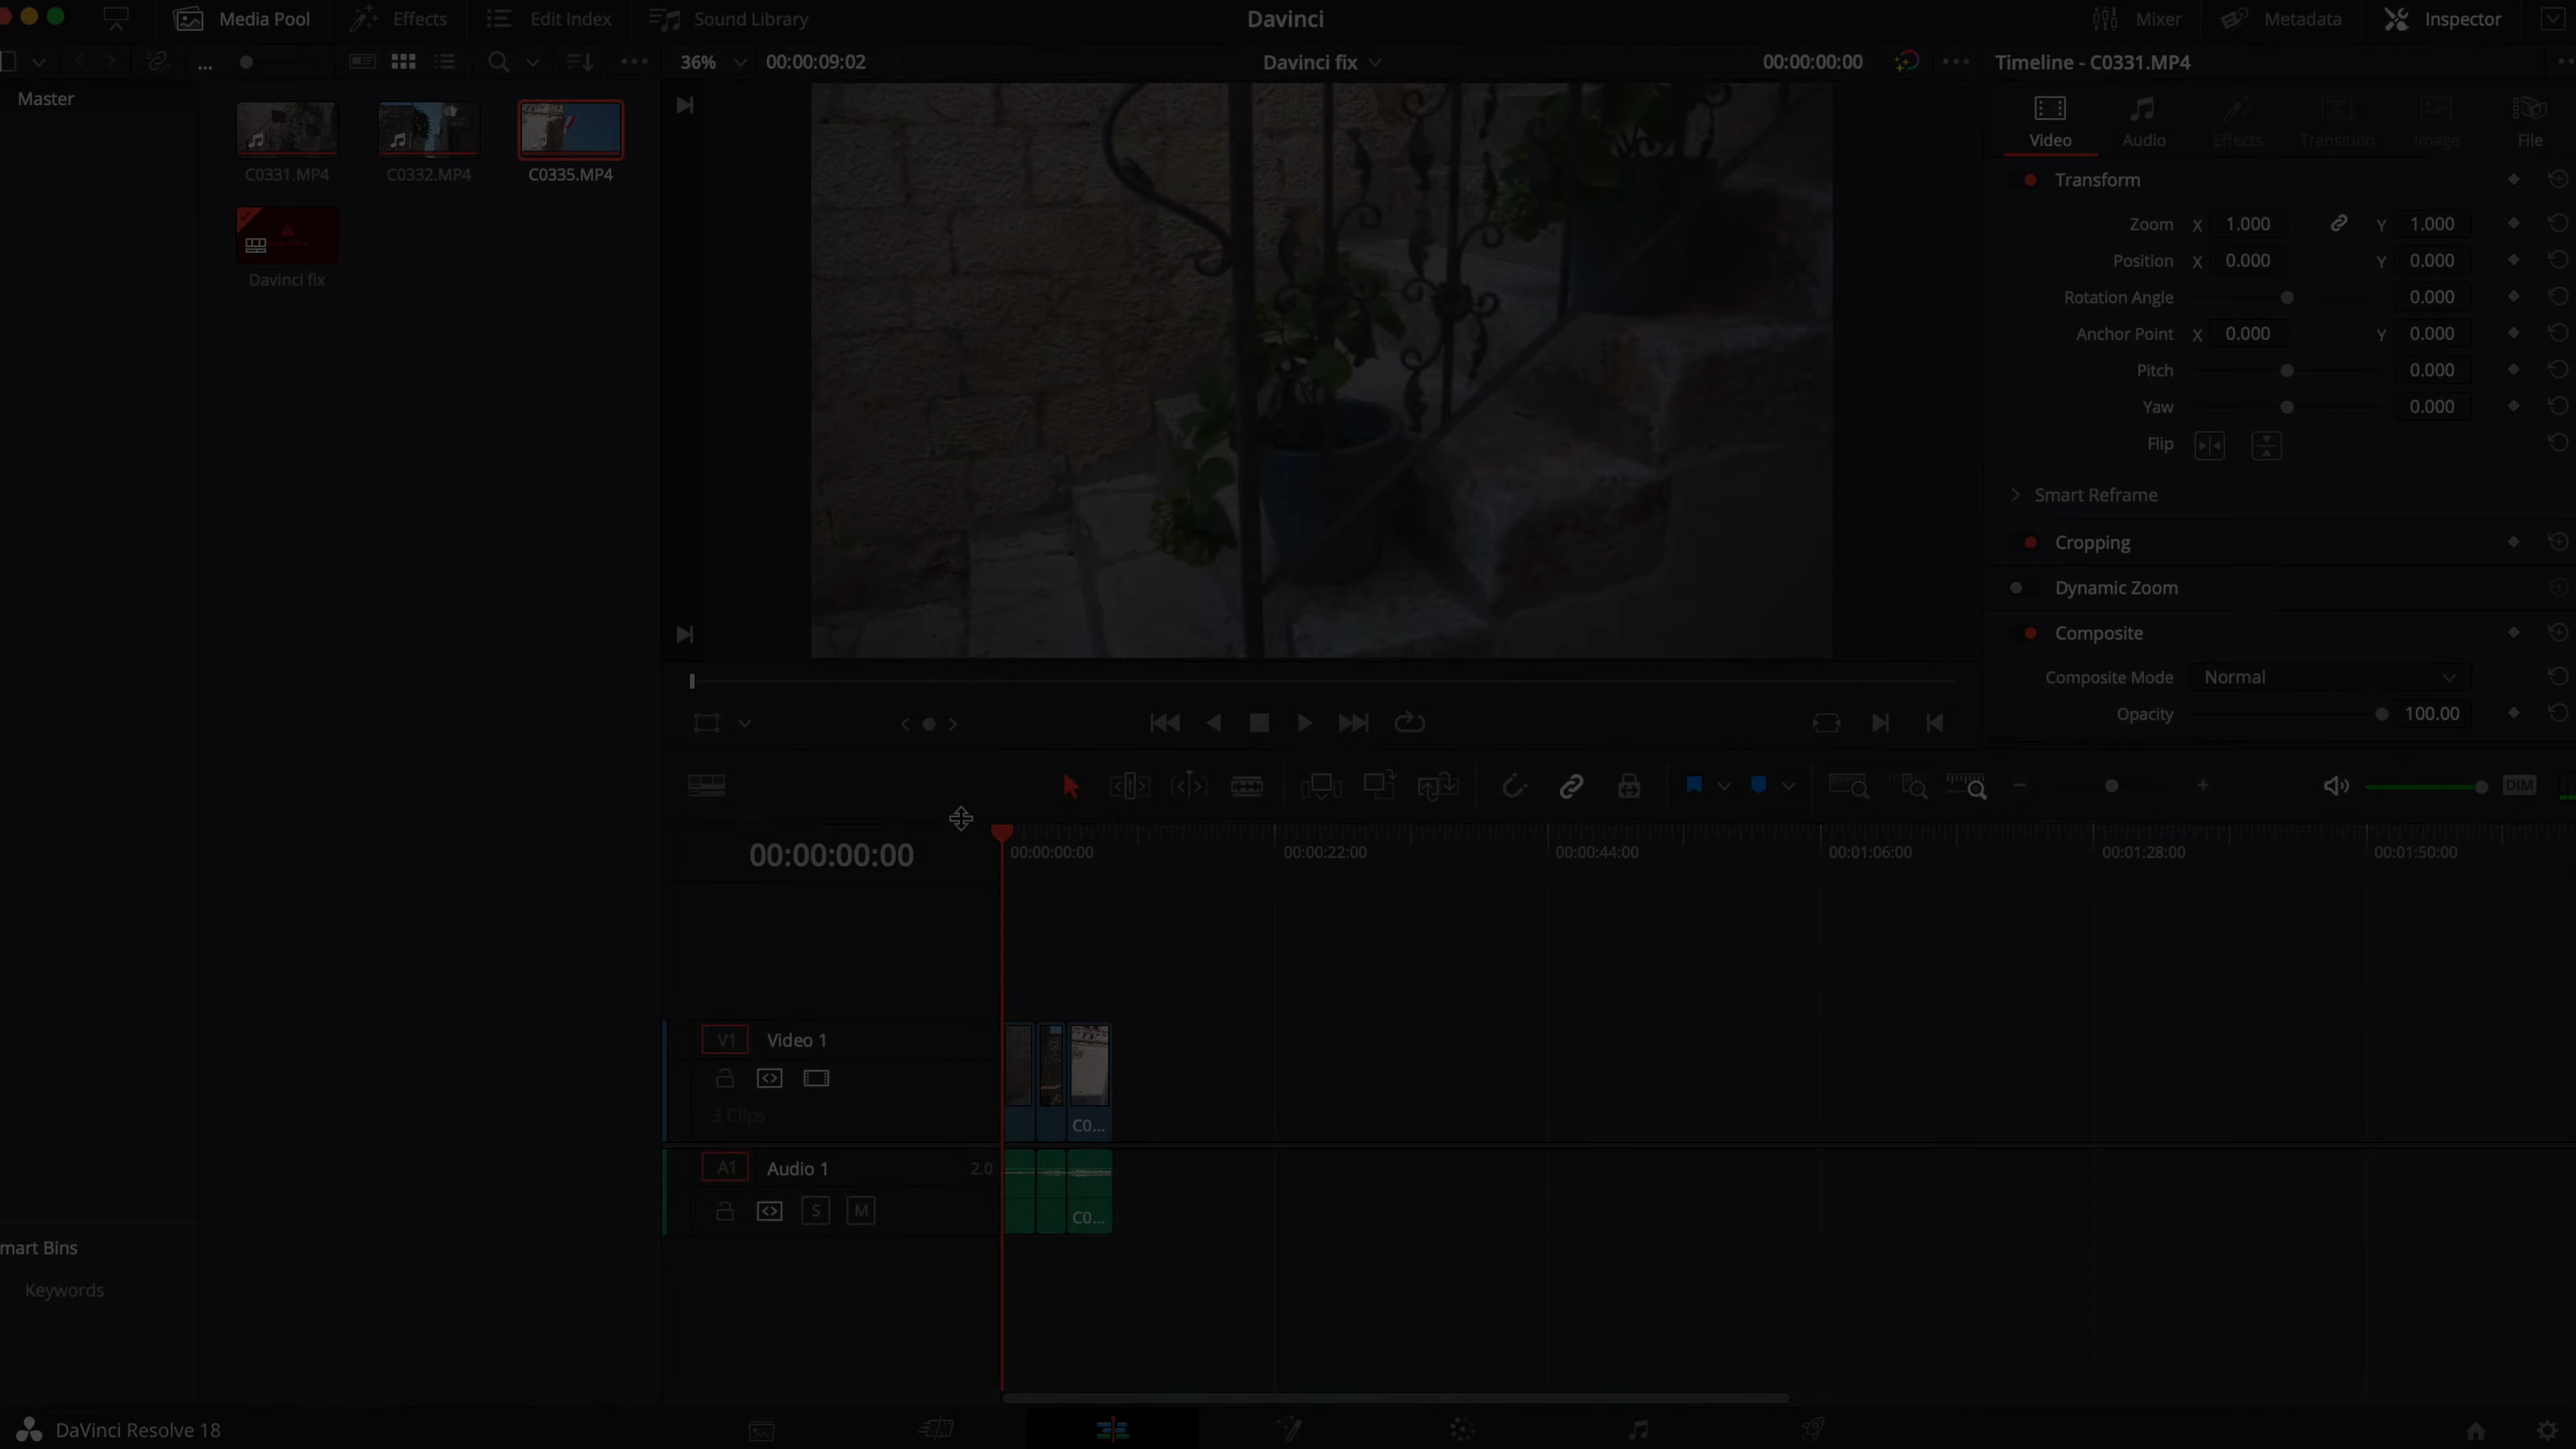 Media Pool
Effects
Edit Index
Sound Library
Davinci
Mixer
Metadata
Inspector
...
36%
00:00:09:02
Davinci fix
00:00:00:00
Timeline - C0331.MP4
Master
C0331.MP4
C0332.MP4
C0335.MP4
Davinci fix
Video
Audio
Effects
Transition
Image
File
Transform
Zoom X 1.000 Y 1.000
Position X 0.000 Y 0.000
Rotation Angle 0.000
Anchor Point X 0.000 Y 0.000
Pitch 0.000
Yaw 0.000
Flip
Smart Reframe
Cropping
Dynamic Zoom
Composite
Composite Mode Normal
Opacity 100.00
DIM
00:00:00:00
00:00:00:00
00:00:22:00
00:00:44:00
00:01:06:00
00:01:28:00
00:01:50:00
V1 Video 1
3 Clips
C0...
A1 Audio 1 2.0
S M
C0...
mart Bins
Keywords
DaVinci Resolve 18